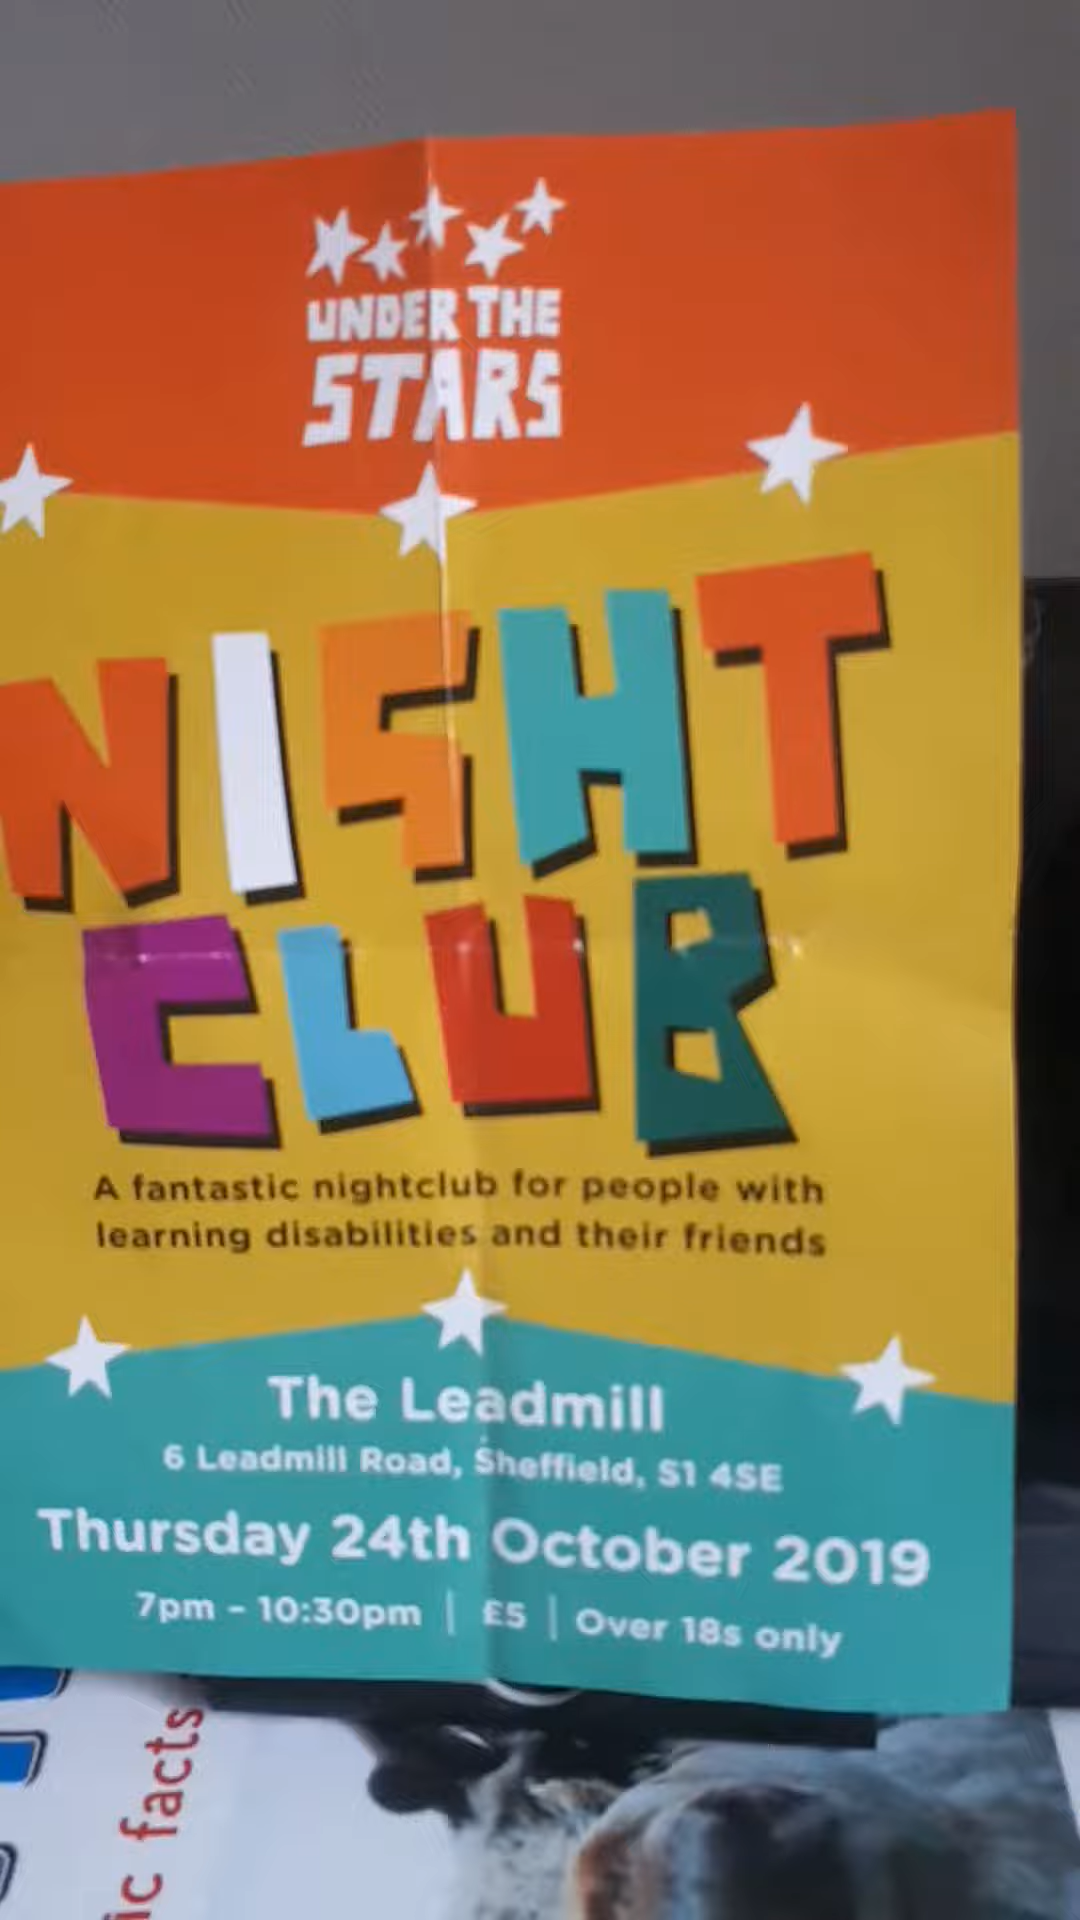 UNDER THE
STARS
NIGHT
CLUB
A fantastic nightclub for people with
learning disabilities and their friends
The Leadmill
6 Leadmill Road, Sheffield, S1 4SE
Thursday 24th October 2019
7pm - 10:30pm | £5 | Over 18s only
ic facts